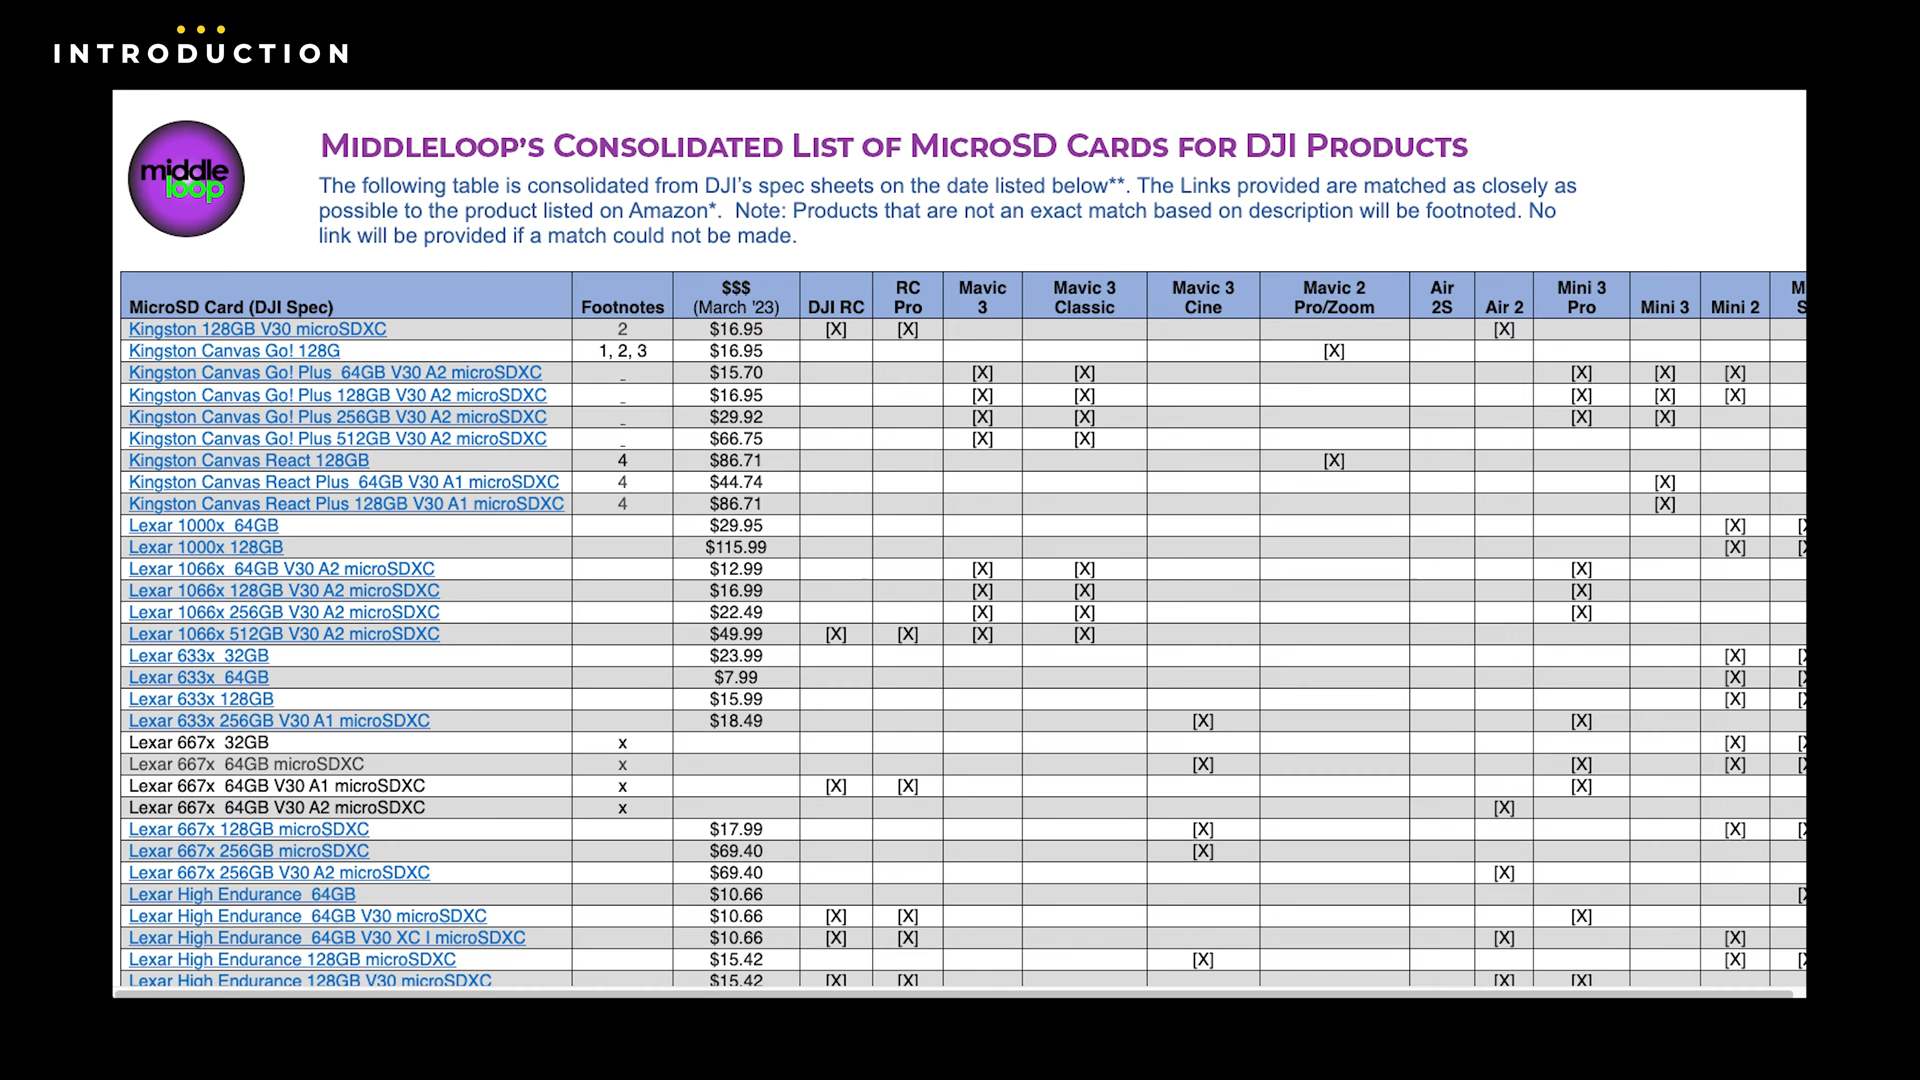 INTRODUCTION
middle
loop
MIDDLELOOP'S CONSOLIDATED LIST OF MICROSD CARDS FOR DJI PRODUCTS
The following table is consolidated from DJI's spec sheets on the date listed below**. The Links provided are matched as closely as
possible to the product listed on Amazon*. Note: Products that are not an exact match based on description will be footnoted. No
link will be provided if a match could not be made.
MicroSD Card (DJI Spec) Footnotes $$$ (March '23) DJI RC RC Pro Mavic 3 Mavic 3 Classic Mavic 3 Cine Mavic 2 Pro/Zoom Air 2S Air 2 Mini 3 Pro Mini 3 Mini 2
Kingston 128GB V30 microSDXC 2 $16.95 [X] [X] [X]
Kingston Canvas Go! 128G 1, 2, 3 $16.95 [X]
Kingston Canvas Go! Plus 64GB V30 A2 microSDXC _ $15.70 [X] [X] [X] [X] [X]
Kingston Canvas Go! Plus 128GB V30 A2 microSDXC _ $16.95 [X] [X] [X] [X] [X]
Kingston Canvas Go! Plus 256GB V30 A2 microSDXC _ $29.92 [X] [X] [X] [X]
Kingston Canvas Go! Plus 512GB V30 A2 microSDXC _ $66.75 [X] [X]
Kingston Canvas React 128GB 4 $86.71 [X]
Kingston Canvas React Plus 64GB V30 A1 microSDXC 4 $44.74 [X]
Kingston Canvas React Plus 128GB V30 A1 microSDXC 4 $86.71 [X]
Lexar 1000x 64GB $29.95 [X]
Lexar 1000x 128GB $115.99 [X]
Lexar 1066x 64GB V30 A2 microSDXC $12.99 [X] [X] [X]
Lexar 1066x 128GB V30 A2 microSDXC $16.99 [X] [X] [X]
Lexar 1066x 256GB V30 A2 microSDXC $22.49 [X] [X] [X]
Lexar 1066x 512GB V30 A2 microSDXC $49.99 [X] [X] [X] [X]
Lexar 633x 32GB $23.99 [X]
Lexar 633x 64GB $7.99 [X]
Lexar 633x 128GB $15.99 [X]
Lexar 633x 256GB V30 A1 microSDXC $18.49 [X] [X]
Lexar 667x 32GB x [X]
Lexar 667x 64GB microSDXC x [X] [X] [X]
Lexar 667x 64GB V30 A1 microSDXC x [X] [X] [X]
Lexar 667x 64GB V30 A2 microSDXC x [X]
Lexar 667x 128GB microSDXC $17.99 [X] [X]
Lexar 667x 256GB microSDXC $69.40 [X]
Lexar 667x 256GB V30 A2 microSDXC $69.40 [X]
Lexar High Endurance 64GB $10.66
Lexar High Endurance 64GB V30 microSDXC $10.66 [X] [X] [X]
Lexar High Endurance 64GB V30 XC I microSDXC $10.66 [X] [X] [X] [X]
Lexar High Endurance 128GB microSDXC $15.42 [X] [X]
Lexar High Endurance 128GB V30 microSDXC $15.42 [X] [X] [X] [X]